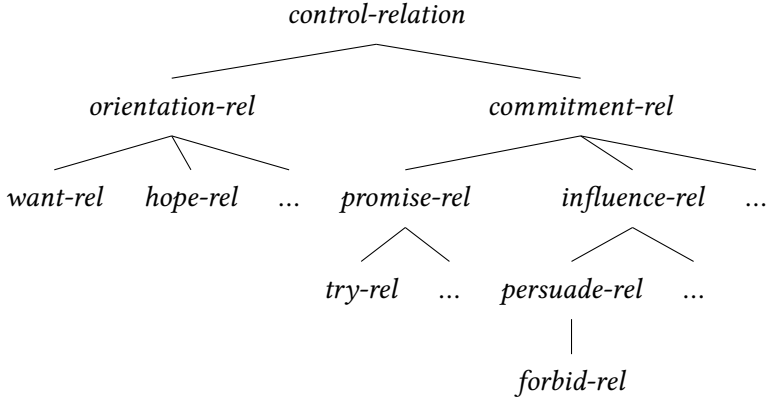 control-relation
orientation-rel commitment-rel
want-rel hope-rel ... promise-rel influence-rel ...
try-rel ... persuade-rel ...
forbid-rel